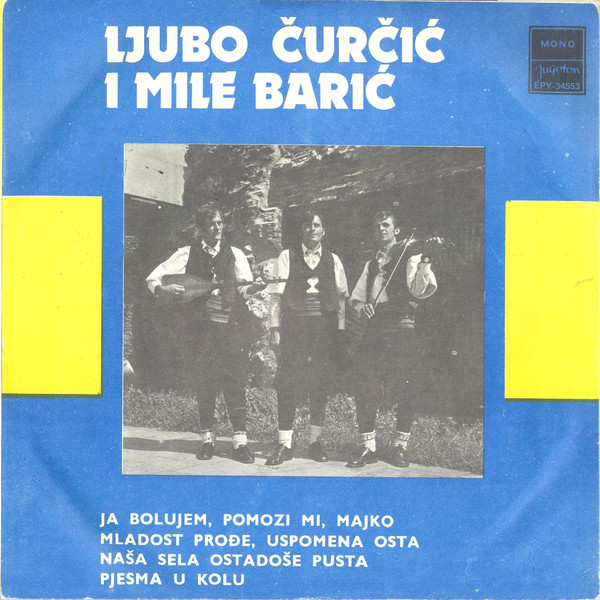 LJUBO ČURČIĆ
I MILE BARIĆ
MONO
jugoton
EPY-34553
JA BOLUJEM, POMOZI MI, MAJKO
MLADOST PROĐE, USPOMENA OSTA
NAŠA SELA OSTADOŠE PUSTA
PJESMA U KOLU